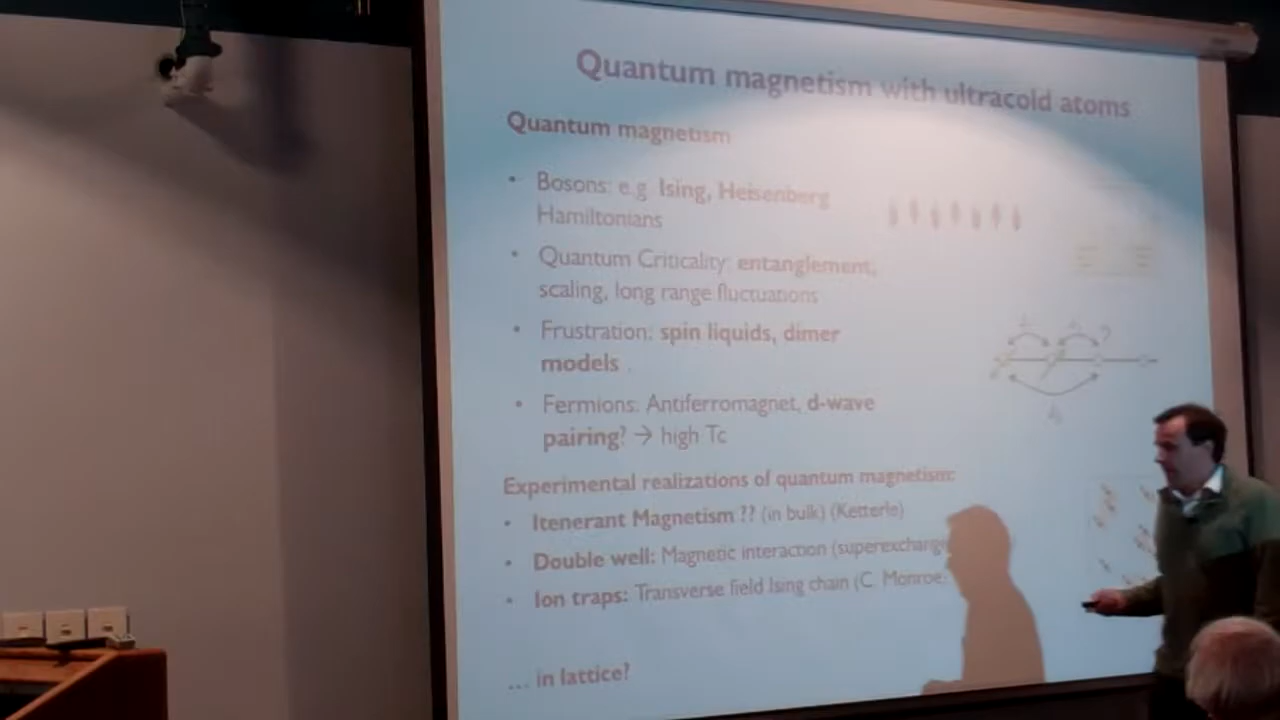 Quantum magnetism with ultracold atoms
Quantum magnetism
• Bosons: e.g. Ising, Heisenberg
Hamiltonians
• Quantum Criticality: entanglement,
scaling, long range fluctuations
• Frustration: spin liquids, dimer
models .
• Fermions: Antiferromagnet, d-wave
pairing? → high Tc
Experimental realizations of quantum magnetism:
• Itenerant Magnetism ?? (in bulk) (Ketterle)
• Double well: Magnetic interaction (superexchange
• Ion traps: Transverse field Ising chain (C. Monroe
... in lattice?